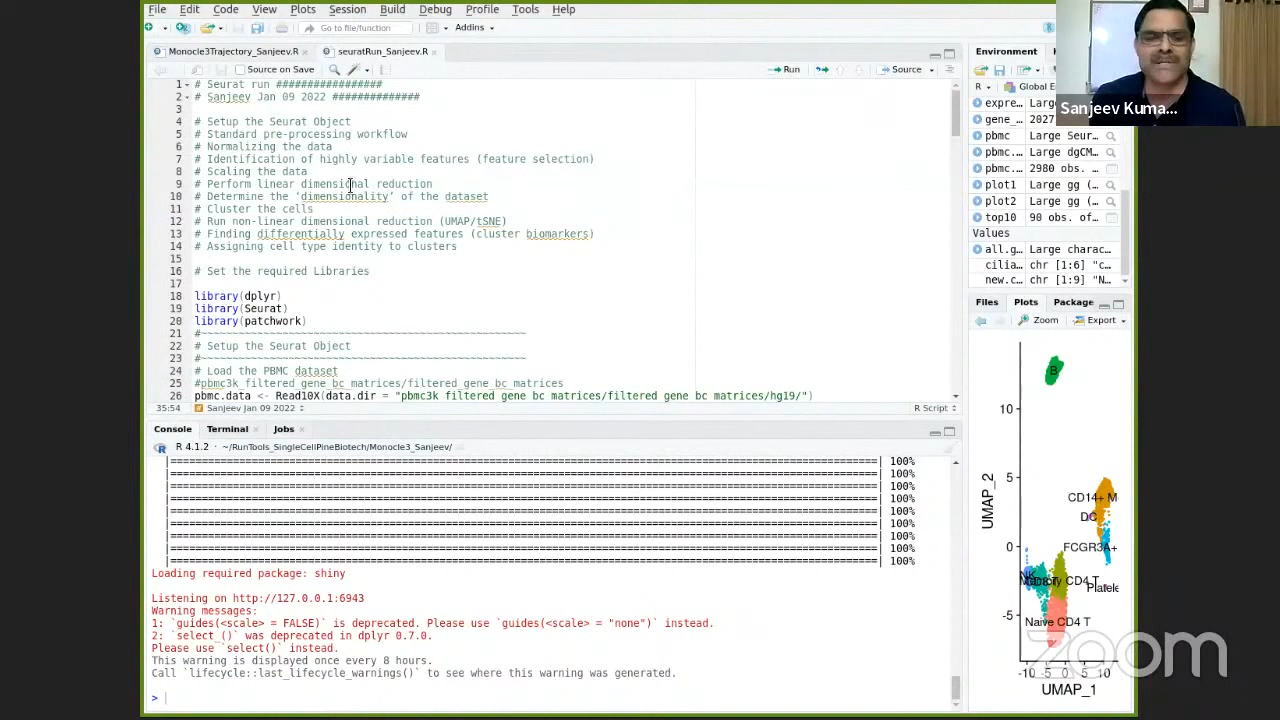 File Edit Code View Plots Session Build Debug Profile Tools Help
Go to file/function Addins
Monocle3Trajectory_Sanjeev.R seuratRun_Sanjeev.R
Source on Save Run Source
1 # Seurat run #################
2 # Sanjeev Jan 09 2022 ##############
3
4 # Setup the Seurat Object
5 # Standard pre-processing workflow
6 # Normalizing the data
7 # Identification of highly variable features (feature selection)
8 # Scaling the data
9 # Perform linear dimensional reduction
10 # Determine the ‘dimensionality’ of the dataset
11 # Cluster the cells
12 # Run non-linear dimensional reduction (UMAP/tSNE)
13 # Finding differentially expressed features (cluster biomarkers)
14 # Assigning cell type identity to clusters
15
16 # Set the required Libraries
17
18 library(dplyr)
19 library(Seurat)
20 library(patchwork)
21 #~~~~~~~~~~~~~~~~~~~~~~~~~~~~~~~~~~~~~~~~~~~~~~~~~~~~
22 # Setup the Seurat Object
23 #~~~~~~~~~~~~~~~~~~~~~~~~~~~~~~~~~~~~~~~~~~~~~~~~~~~~
24 # Load the PBMC dataset
25 #pbmc3k_filtered_gene_bc_matrices/filtered_gene_bc_matrices
26 pbmc.data <- Read10X(data.dir = "pbmc3k_filtered_gene_bc_matrices/filtered_gene_bc_matrices/hg19/")
35:54 Sanjeev Jan 09 2022 R Script
Console Terminal Jobs
R 4.1.2 · ~/RunTools_SingleCellPineBiotech/Monocle3_Sanjeev/
|==================================================| 100%
|==================================================| 100%
|==================================================| 100%
|==================================================| 100%
|==================================================| 100%
|==================================================| 100%
|==================================================| 100%
|==================================================| 100%
|==================================================| 100%
Loading required package: shiny
Listening on http://127.0.0.1:6943
Warning messages:
1: `guides(<scale> = FALSE)` is deprecated. Please use `guides(<scale> = "none")` instead.
2: `select_()` was deprecated in dplyr 0.7.0.
Please use `select()` instead.
This warning is displayed once every 8 hours.
Call `lifecycle::last_lifecycle_warnings()` to see where this warning was generated.
>
Environment
R Global E
expre… Large
gene_… 2027
pbmc Large Seur…
pbmc.… Large dgCM…
pbmc.… 2980 obs. …
plot1 Large gg (…
plot2 Large gg (…
top10 90 obs. of…
Values
all.g… Large charac…
cilia… chr [1:6] "c…
new.c… chr [1:9] "N…
Sanjeev Kuma...
Files Plots Package
Zoom Export
B
10
5
0
-5
UMAP_2
CD14+ M
DC
FCGR3A+
NK
CD4 T
Platele
Naive CD4 T
-10 -5 0 5 10
UMAP_1
zoom